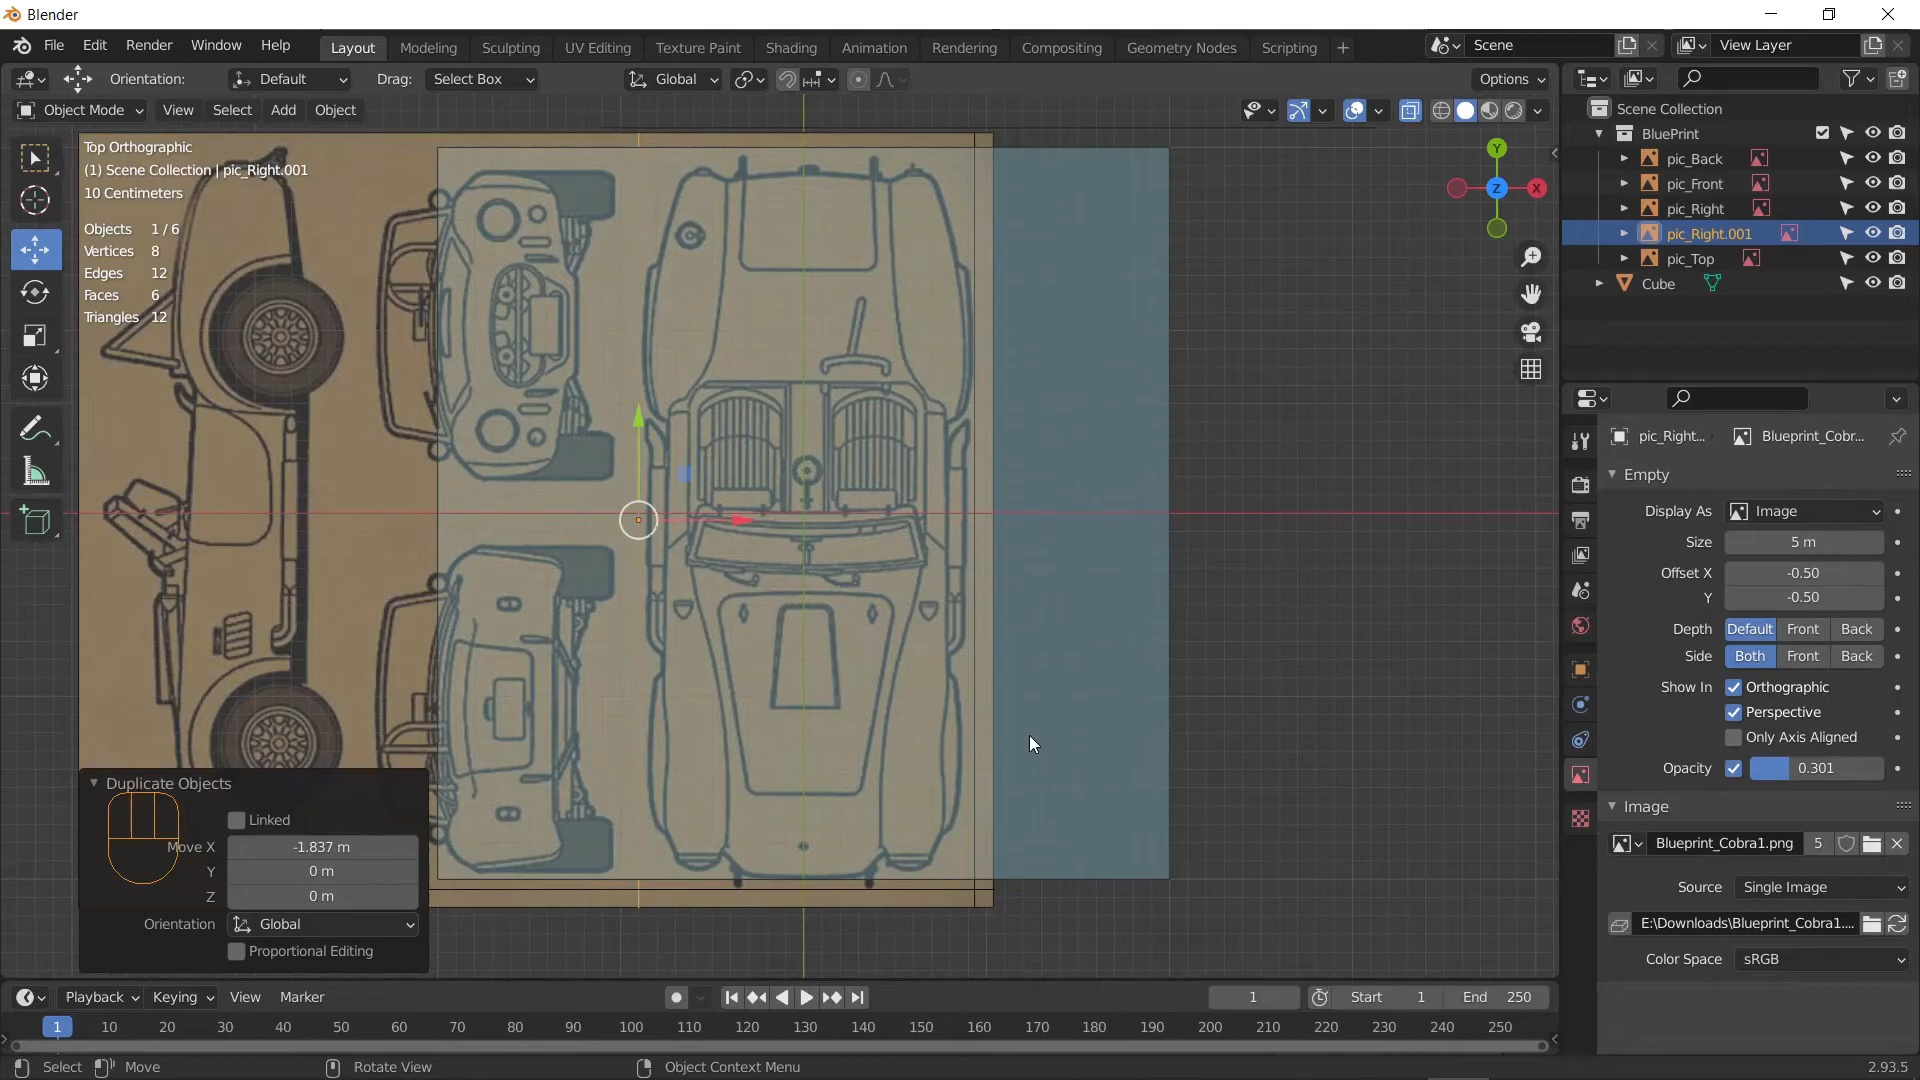 Blender
File Edit Render Window Help Layout Modeling Sculpting UV Editing Texture Paint Shading Animation Rendering Compositing Geometry Nodes Scripting + Scene View Layer
Orientation: Default Drag: Select Box Global Options
Object Mode View Select Add Object
Top Orthographic
(1) Scene Collection | pic_Right.001
10 Centimeters
Objects 1 / 6
Vertices 8
Edges 12
Faces 6
Triangles 12
Y
Z X
Scene Collection
BluePrint
pic_Back
pic_Front
pic_Right
pic_Right.001
pic_Top
Cube
pic_Right... Blueprint_Cobr...
Empty
Display As Image
Size 5 m
Offset X -0.50
Y -0.50
Depth Default Front Back
Side Both Front Back
Show In Orthographic
Perspective
Only Axis Aligned
Opacity 0.301
Image
Blueprint_Cobra1.png 5
Source Single Image
E:\Downloads\Blueprint_Cobra1....
Color Space sRGB
Duplicate Objects
Linked
Move X -1.837 m
Y 0 m
Z 0 m
Orientation Global
Proportional Editing
Playback Keying View Marker 1 Start 1 End 250
1 10 20 30 40 50 60 70 80 90 100 110 120 130 140 150 160 170 180 190 200 210 220 230 240 250
Select Move Rotate View Object Context Menu 2.93.5